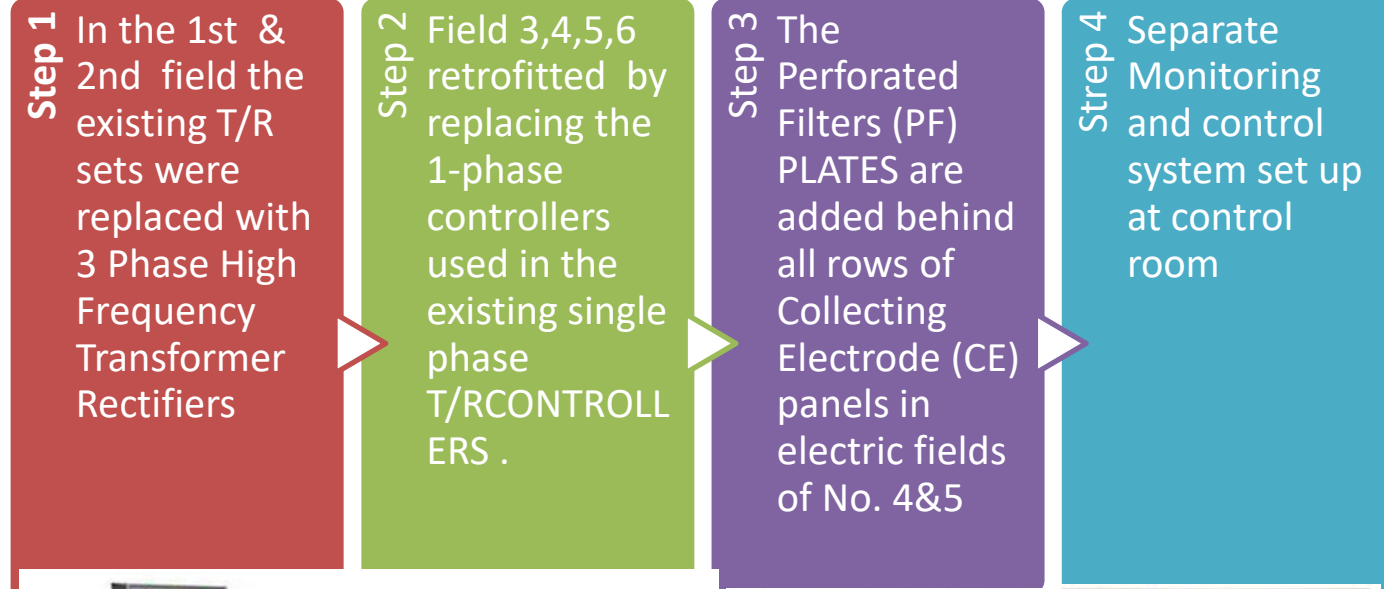 Step 1
In the 1st & 
2nd field the
existing T/R
sets were
replaced with
3 Phase High
Frequency
Transformer
Rectifiers
Step 2
Field 3,4,5,6
retrofitted by
replacing the
1-phase
controllers
used in the
existing single
phase
T/RCONTROLL
ERS .
Step 3
The
Perforated
Filters (PF)
PLATES are
added behind
all rows of
Collecting
Electrode (CE)
panels in
electric fields
of No. 4&5
Strep 4
Separate
Monitoring
and control
system set up
at control
room